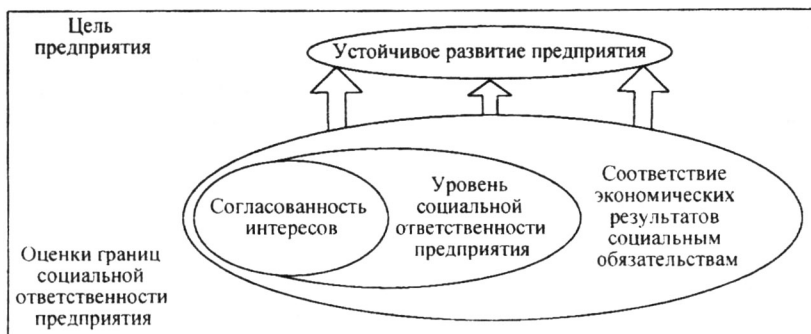 Цель
предприятия
Устойчивое развитие предприятия
Согласованность
интересов
Уровень
социальной
ответственности
предприятия
Соответствие
экономических
результатов
социальным
обязательствам
Оценки границ
социальной
ответственности
предприятия